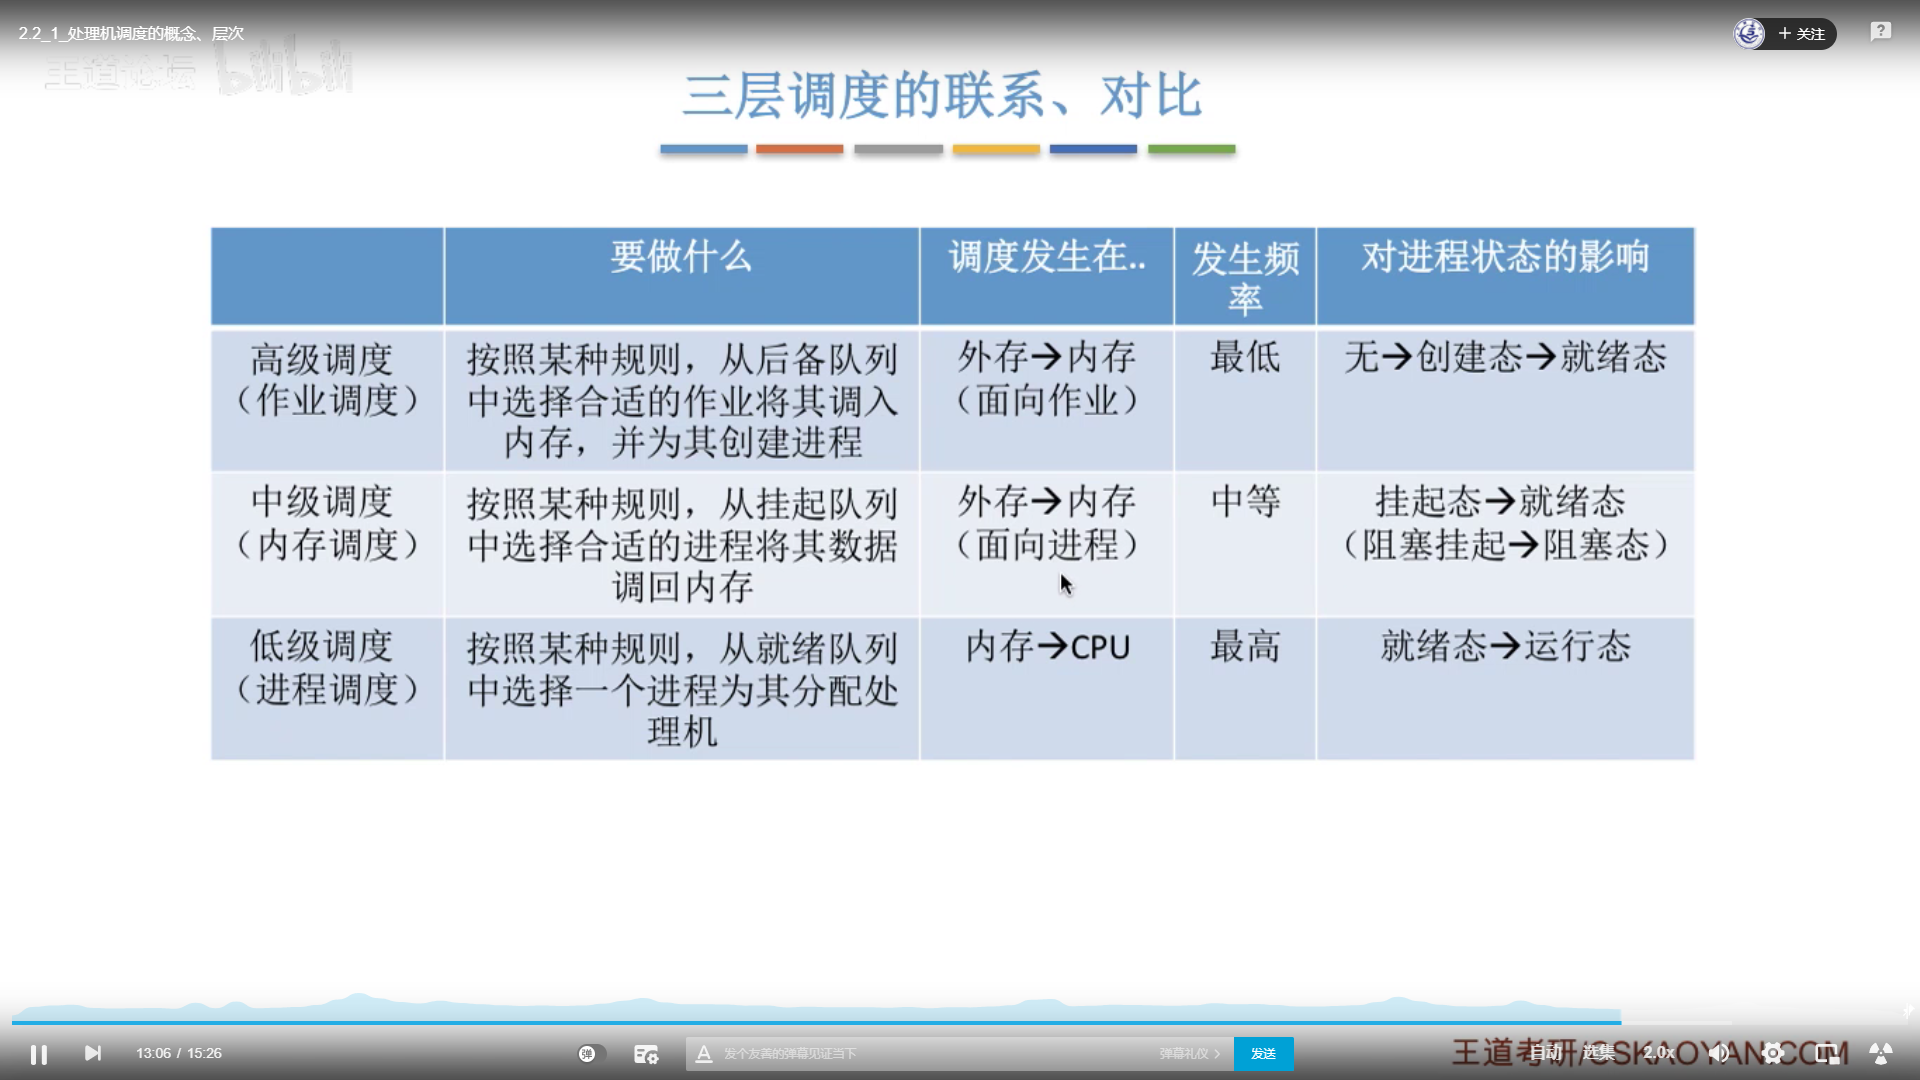 2.2_1_处理机调度的概念、层次
+ 关注
?
王道论坛 bilibili
三层调度的联系、对比
要做什么
调度发生在..
发生频
率
对进程状态的影响
高级调度
（作业调度）
按照某种规则，从后备队列
中选择合适的作业将其调入
内存，并为其创建进程
外存→内存
（面向作业）
最低
无→创建态→就绪态
中级调度
（内存调度）
按照某种规则，从挂起队列
中选择合适的进程将其数据
调回内存
外存→内存
（面向进程）
中等
挂起态→就绪态
（阻塞挂起→阻塞态）
低级调度
（进程调度）
按照某种规则，从就绪队列
中选择一个进程为其分配处
理机
内存→CPU
最高
就绪态→运行态
13:06 / 15:26
弹
A 发个友善的弹幕见证当下
弹幕礼仪 >
发送
王道考研/CSKAOYAN.COM
自动 选集 2.0x